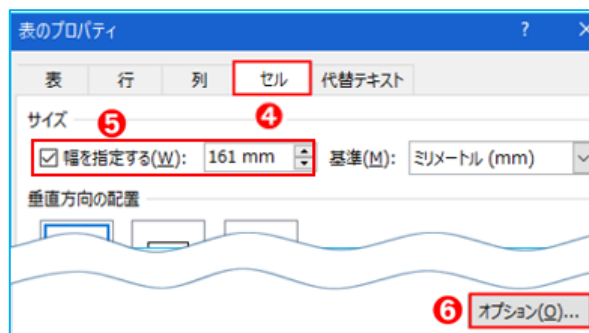 表のプロパティ ? ×
表 行 列 セル 代替テキスト
サイズ ❺ ❹
幅を指定する(W): 161 mm 基準(M): ミリメートル (mm)
垂直方向の配置
❻ オプション(O)...